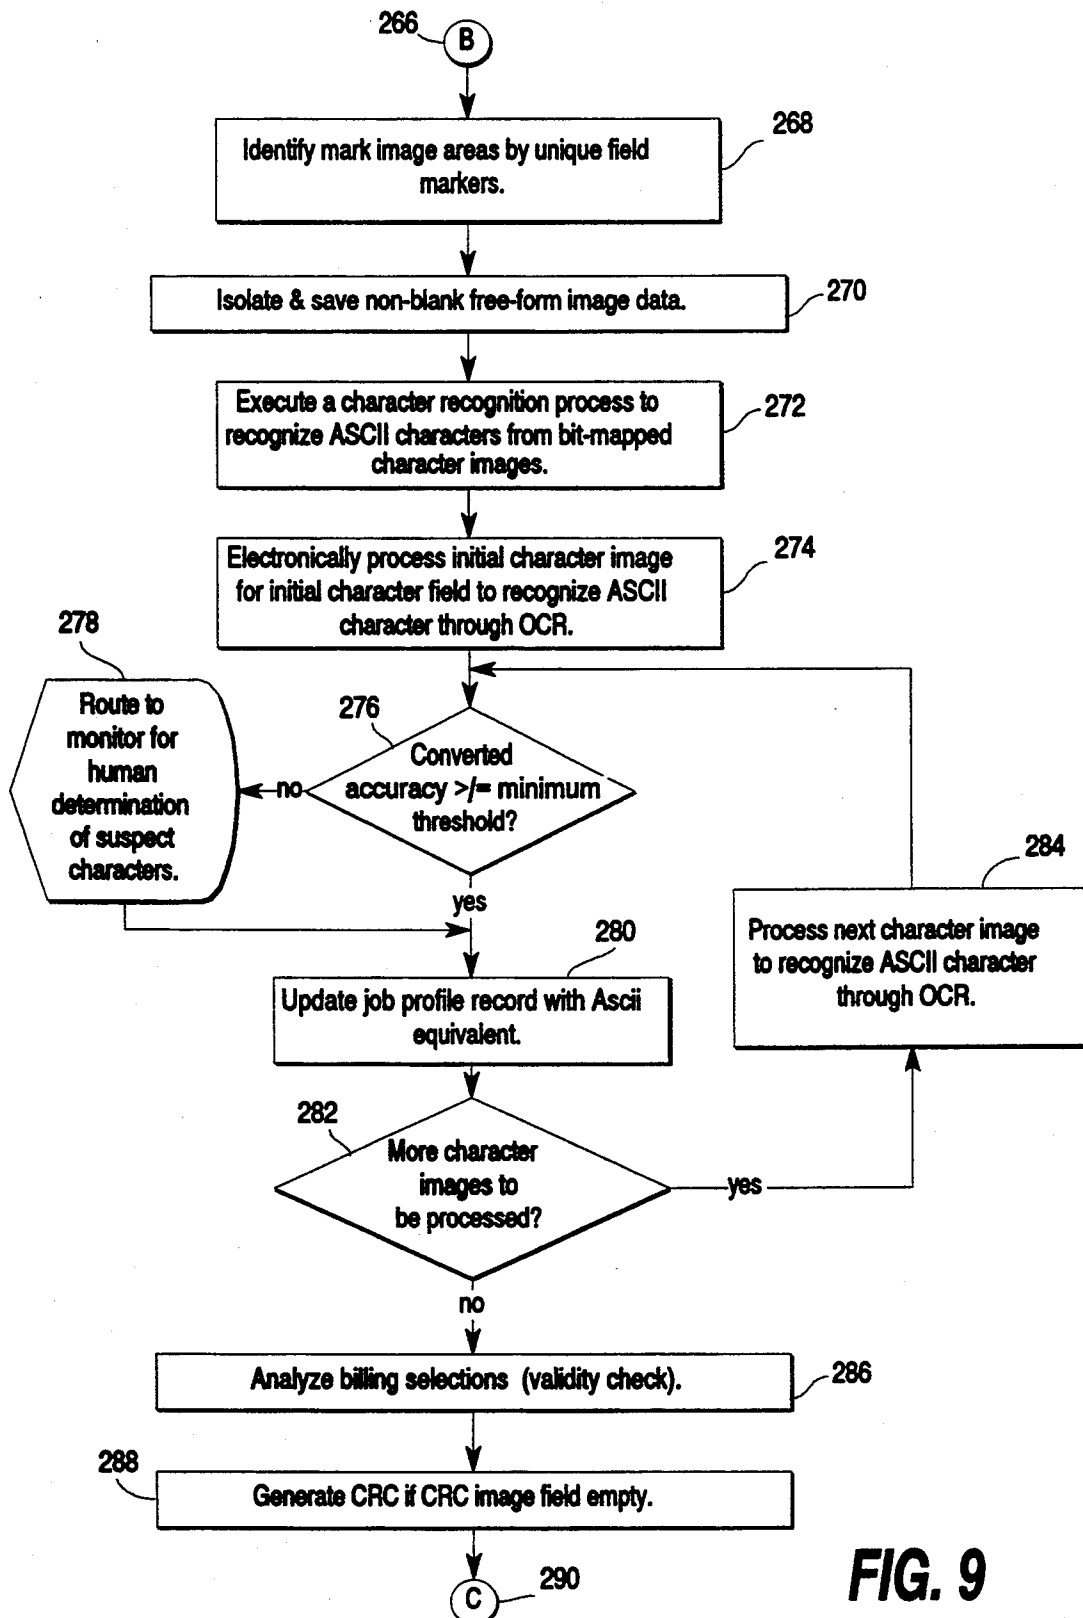 266
B
Identify mark image areas by unique field
markers.
268
Isolate & save non-blank free-form image data.
270
Execute a character recognition process to
recognize ASCII characters from bit-mapped
character images.
272
Electronically process initial character image
for initial character field to recognize ASCII
character through OCR.
274
278
Route to
monitor for
human
determination
of suspect
characters.
276
Converted
accuracy >/= minimum
threshold?
no
yes
284
Process next character image
to recognize ASCII character
through OCR.
280
Update job profile record with Ascii
equivalent.
282
More character
images to
be processed?
yes
no
Analyze billing selections (validity check).
286
288
Generate CRC if CRC image field empty.
C
290
FIG. 9